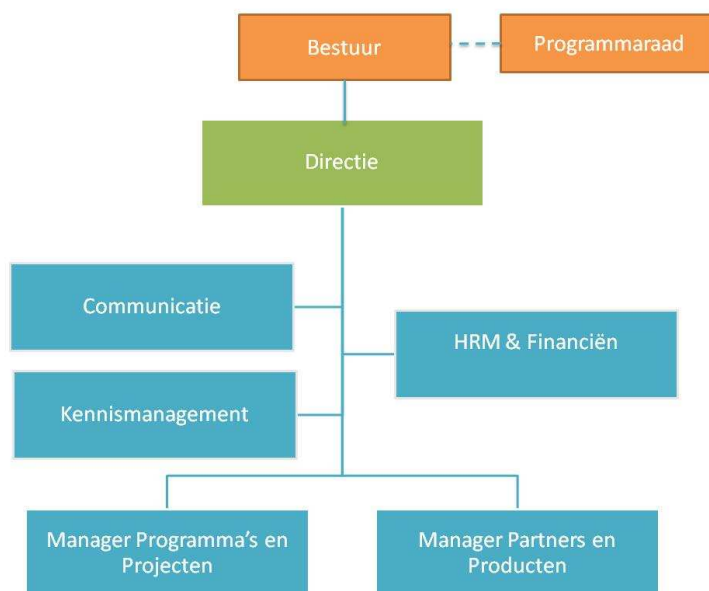 Bestuur
Programmaraad
Directie
Communicatie
HRM & Financiën
Kennismanagement
Manager Programma’s en
Projecten
Manager Partners en
Producten